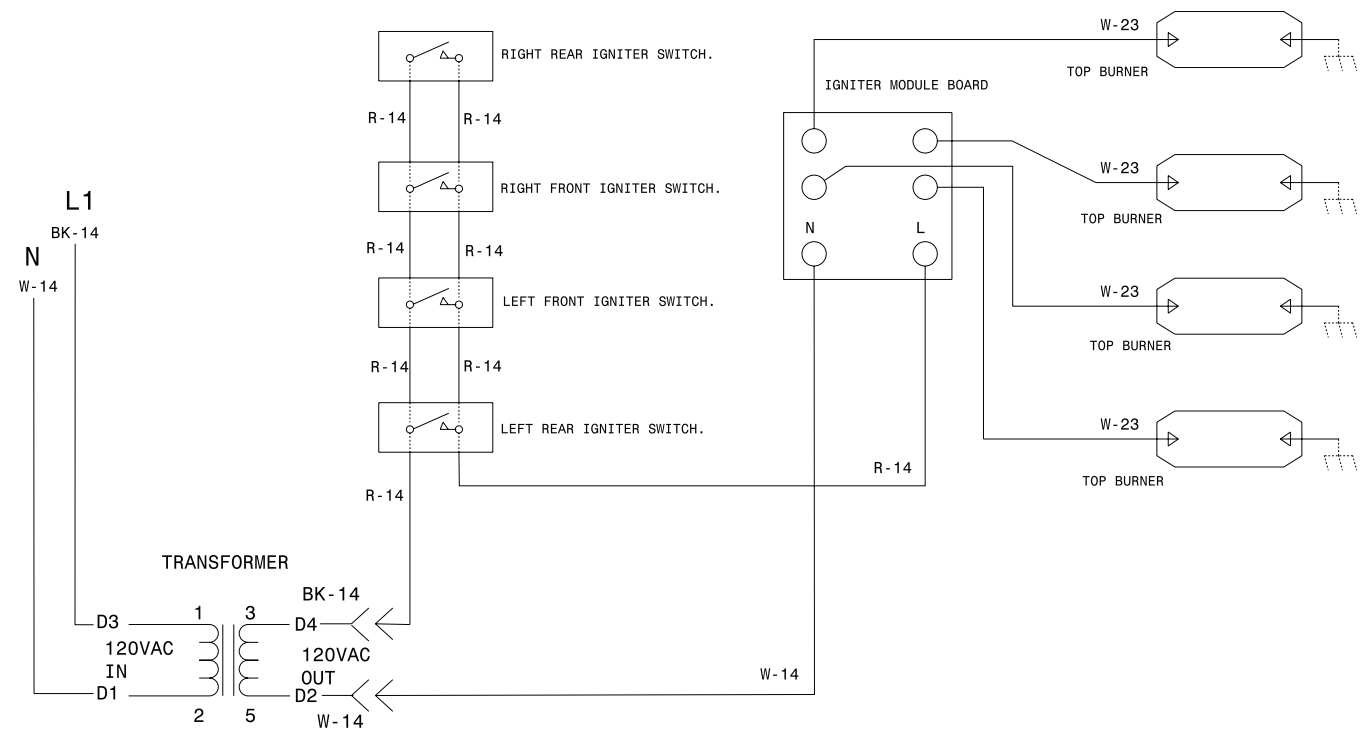 W-23
RIGHT REAR IGNITER SWITCH.
TOP BURNER
IGNITER MODULE BOARD
R-14
R-14
W-23
RIGHT FRONT IGNITER SWITCH.
L1
TOP BURNER
BK-14
N
L
N
R-14
R-14
W-14
W-23
LEFT FRONT IGNITER SWITCH.
TOP BURNER
R-14
R-14
W-23
LEFT REAR IGNITER SWITCH.
R-14
TOP BURNER
R-14
TRANSFORMER
BK-14
1
3
D3
D4
120VAC
IN
120VAC
OUT
W-14
D1
D2
2
5
W-14